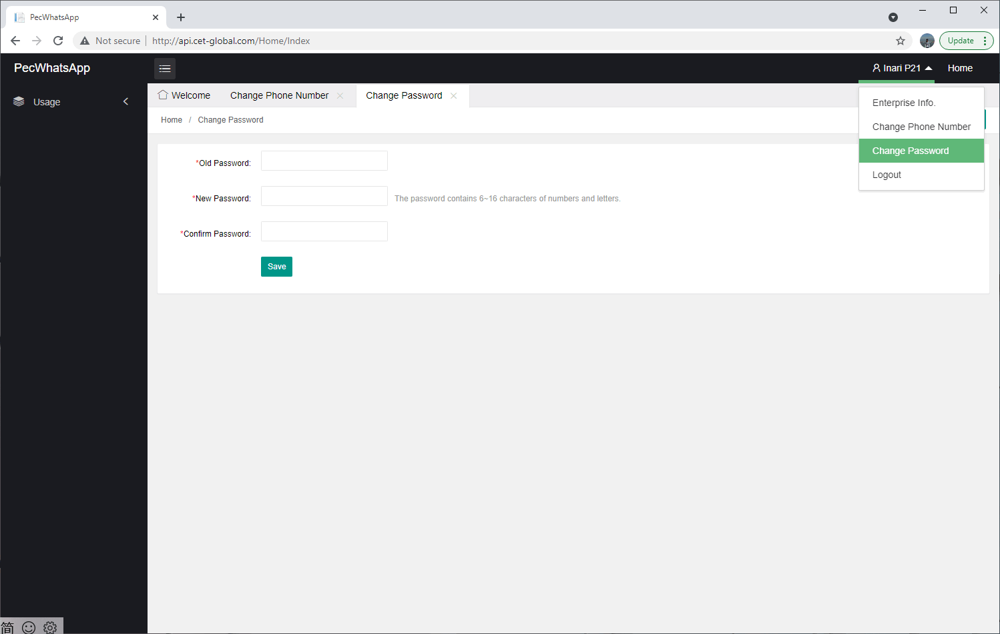 PecWhatsApp
Not secure
http://api.cet-global.com/Home/Index
Update
PecWhatsApp
Inari P21
Home
Usage
Welcome
Change Phone Number
Change Password
Home / Change Password
Enterprise Info.
Change Phone Number
Change Password
Logout
*Old Password:
*New Password:
The password contains 6~16 characters of numbers and letters.
*Confirm Password:
Save
简